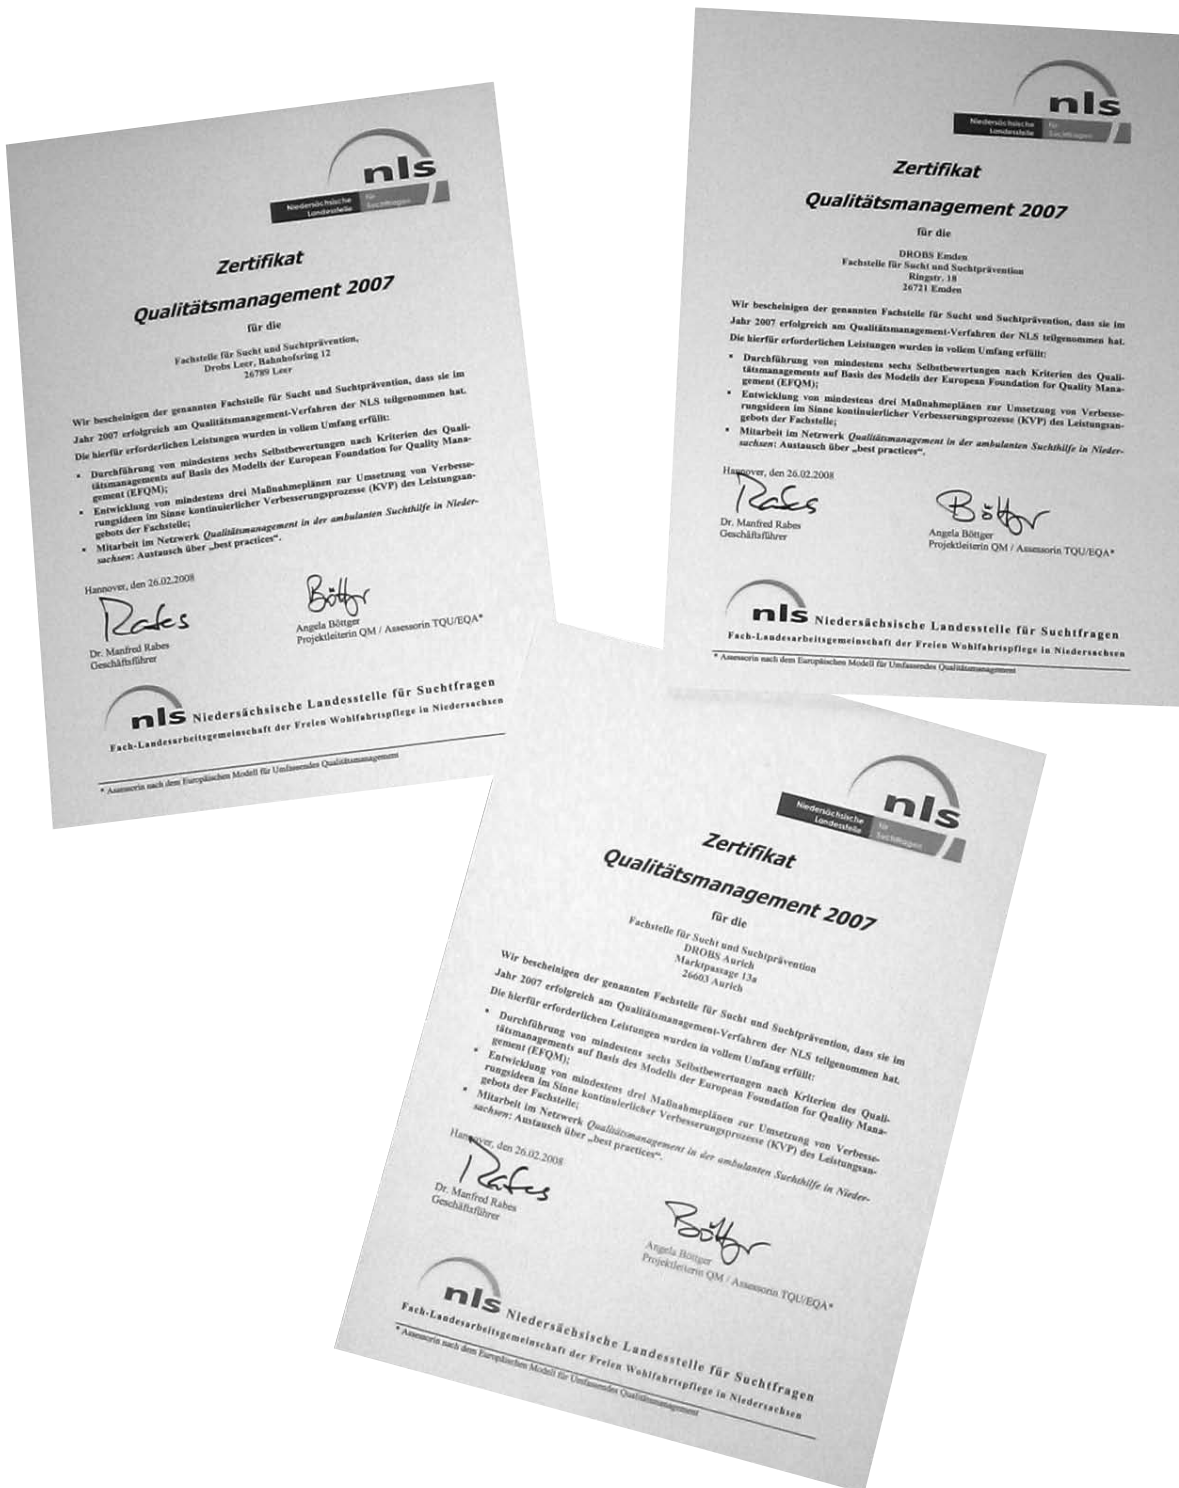 nls
Niedersächsische
Landesstelle
für
Suchtfragen
Zertifikat
Qualitätsmanagement 2007
für die
Fachstelle für Sucht und Suchtprävention,
Drobs Leer, Bahnhofsring 12
26789 Leer
Wir bescheinigen der genannten Fachstelle für Sucht und Suchtprävention, dass sie im
Jahr 2007 erfolgreich am Qualitätsmanagement-Verfahren der NLS teilgenommen hat.
Die hierfür erforderlichen Leistungen wurden in vollem Umfang erfüllt:
▪ Durchführung von mindestens sechs Selbstbewertungen nach Kriterien des Quali-
tätsmanagements auf Basis des Modells der European Foundation for Quality Mana-
gement (EFQM);
▪ Entwicklung von mindestens drei Maßnahmeplänen zur Umsetzung von Verbesse-
rungsideen im Sinne kontinuierlicher Verbesserungsprozesse (KVP) des Leistungsan-
gebots der Fachstelle;
▪ Mitarbeit im Netzwerk Qualitätsmanagement in der ambulanten Suchthilfe in Nieder-
sachsen: Austausch über „best practices“.
Hannover, den 26.02.2008
Rabes
Böttger
Dr. Manfred Rabes
Geschäftsführer
Angela Böttger
Projektleiterin QM / Assessorin TQU/EQA*
nls Niedersächsische Landesstelle für Suchtfragen
Fach-Landesarbeitsgemeinschaft der Freien Wohlfahrtspflege in Niedersachsen
* Assessorin nach dem Europäischen Modell für Umfassendes Qualitätsmanagement
nls
Niedersächsische
Landesstelle
für
Suchtfragen
Zertifikat
Qualitätsmanagement 2007
für die
DROBS Emden
Fachstelle für Sucht und Suchtprävention
Ringstr. 18
26721 Emden
Wir bescheinigen der genannten Fachstelle für Sucht und Suchtprävention, dass sie im
Jahr 2007 erfolgreich am Qualitätsmanagement-Verfahren der NLS teilgenommen hat.
Die hierfür erforderlichen Leistungen wurden in vollem Umfang erfüllt:
▪ Durchführung von mindestens sechs Selbstbewertungen nach Kriterien des Quali-
tätsmanagements auf Basis des Modells der European Foundation for Quality Mana-
gement (EFQM);
▪ Entwicklung von mindestens drei Maßnahmeplänen zur Umsetzung von Verbesse-
rungsideen im Sinne kontinuierlicher Verbesserungsprozesse (KVP) des Leistungsan-
gebots der Fachstelle;
▪ Mitarbeit im Netzwerk Qualitätsmanagement in der ambulanten Suchthilfe in Nieder-
sachsen: Austausch über „best practices“.
Hannover, den 26.02.2008
Rabes
Böttger
Dr. Manfred Rabes
Geschäftsführer
Angela Böttger
Projektleiterin QM / Assessorin TQU/EQA*
nls Niedersächsische Landesstelle für Suchtfragen
Fach-Landesarbeitsgemeinschaft der Freien Wohlfahrtspflege in Niedersachsen
* Assessorin nach dem Europäischen Modell für Umfassendes Qualitätsmanagement
nls
Niedersächsische
Landesstelle
für
Suchtfragen
Zertifikat
Qualitätsmanagement 2007
für die
Fachstelle für Sucht und Suchtprävention
DROBS Aurich
Marktpassage 13a
26603 Aurich
Wir bescheinigen der genannten Fachstelle für Sucht und Suchtprävention, dass sie im
Jahr 2007 erfolgreich am Qualitätsmanagement-Verfahren der NLS teilgenommen hat.
Die hierfür erforderlichen Leistungen wurden in vollem Umfang erfüllt:
▪ Durchführung von mindestens sechs Selbstbewertungen nach Kriterien des Quali-
tätsmanagements auf Basis des Modells der European Foundation for Quality Mana-
gement (EFQM);
▪ Entwicklung von mindestens drei Maßnahmeplänen zur Umsetzung von Verbesse-
rungsideen im Sinne kontinuierlicher Verbesserungsprozesse (KVP) des Leistungsan-
gebots der Fachstelle;
▪ Mitarbeit im Netzwerk Qualitätsmanagement in der ambulanten Suchthilfe in Nieder-
sachsen: Austausch über „best practices“.
Hannover, den 26.02.2008
Rabes
Böttger
Dr. Manfred Rabes
Geschäftsführer
Angela Böttger
Projektleiterin QM / Assessorin TQU/EQA*
nls Niedersächsische Landesstelle für Suchtfragen
Fach-Landesarbeitsgemeinschaft der Freien Wohlfahrtspflege in Niedersachsen
* Assessorin nach dem Europäischen Modell für Umfassendes Qualitätsmanagement